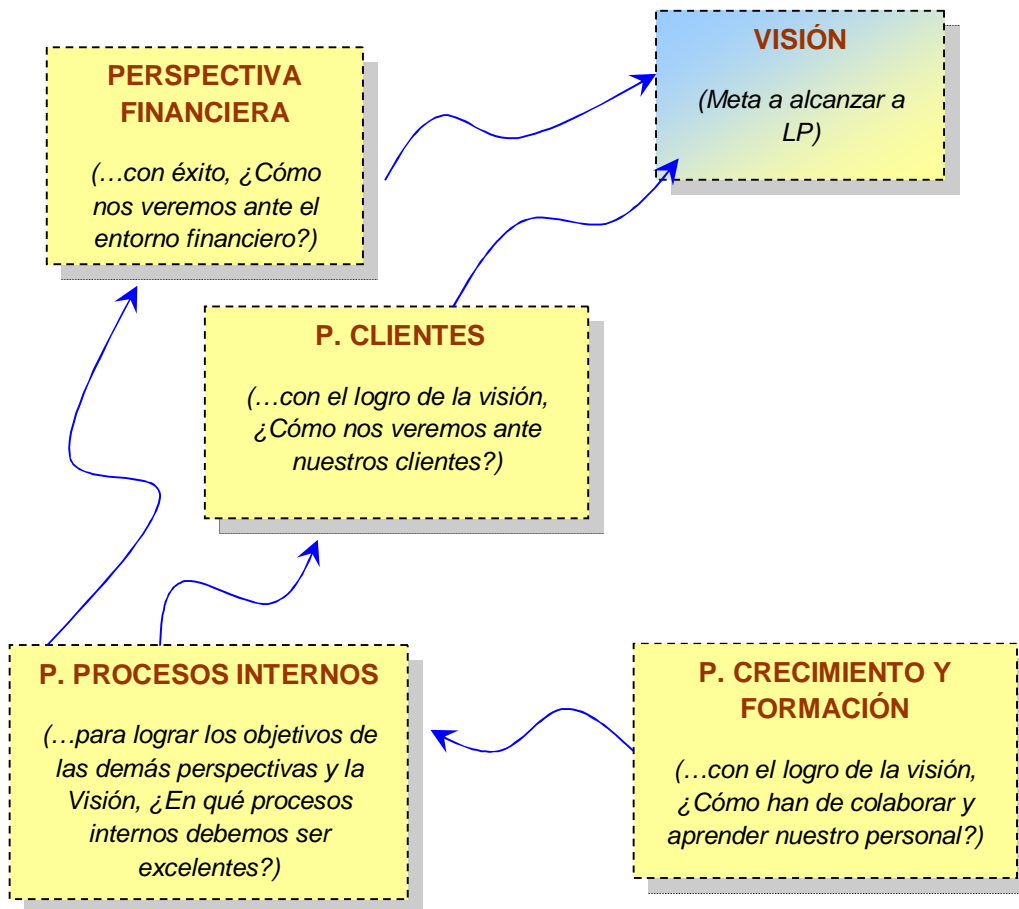 PERSPECTIVA
FINANCIERA
(…con éxito, ¿Cómo
nos veremos ante el
entorno financiero?)
VISIÓN
(Meta a alcanzar a
LP)
P. CLIENTES
(…con el logro de la visión,
¿Cómo nos veremos ante
nuestros clientes?)
P. PROCESOS INTERNOS
(…para lograr los objetivos de
las demás perspectivas y la
Visión, ¿En qué procesos
internos debemos ser
excelentes?)
P. CRECIMIENTO Y
FORMACIÓN
(…con el logro de la visión,
¿Cómo han de colaborar y
aprender nuestro personal?)